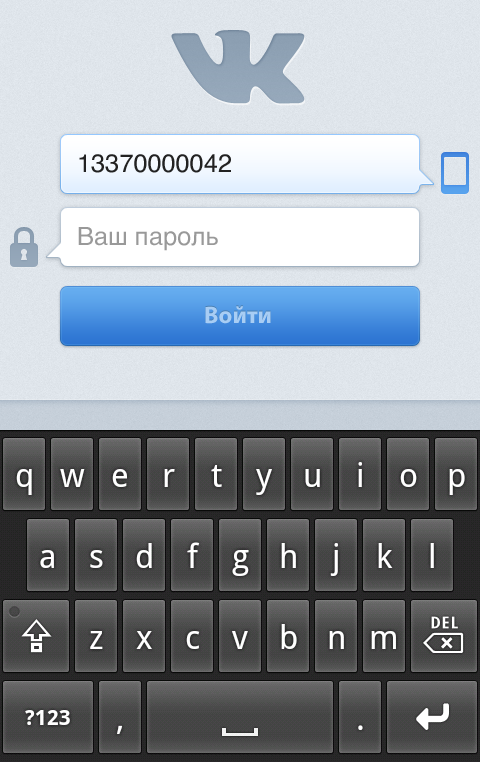 13370000042
Ваш пароль
Войти
q w e r t y u i o p
a s d f g h j k l
z x c v b n m DEL
?123 , .